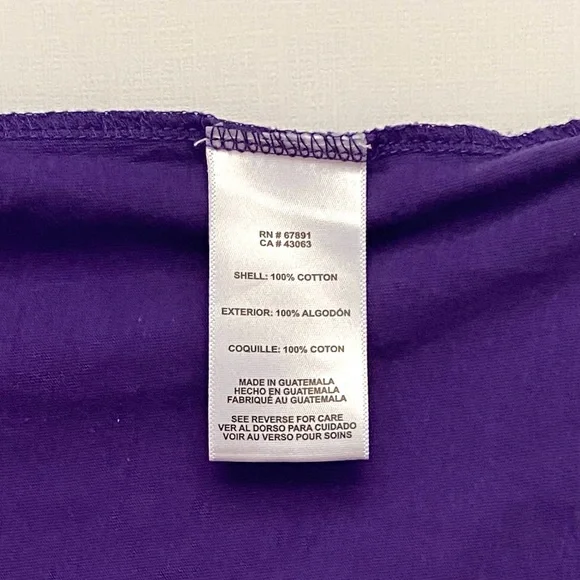 RN # 67891
CA # 43063
SHELL: 100% COTTON
EXTERIOR: 100% ALGODÓN
COQUILLE: 100% COTON
MADE IN GUATEMALA
HECHO EN GUATEMALA
FABRIQUÉ AU GUATEMALA
SEE REVERSE FOR CARE
VER AL DORSO PARA CUIDADO
VOIR AU VERSO POUR SOINS